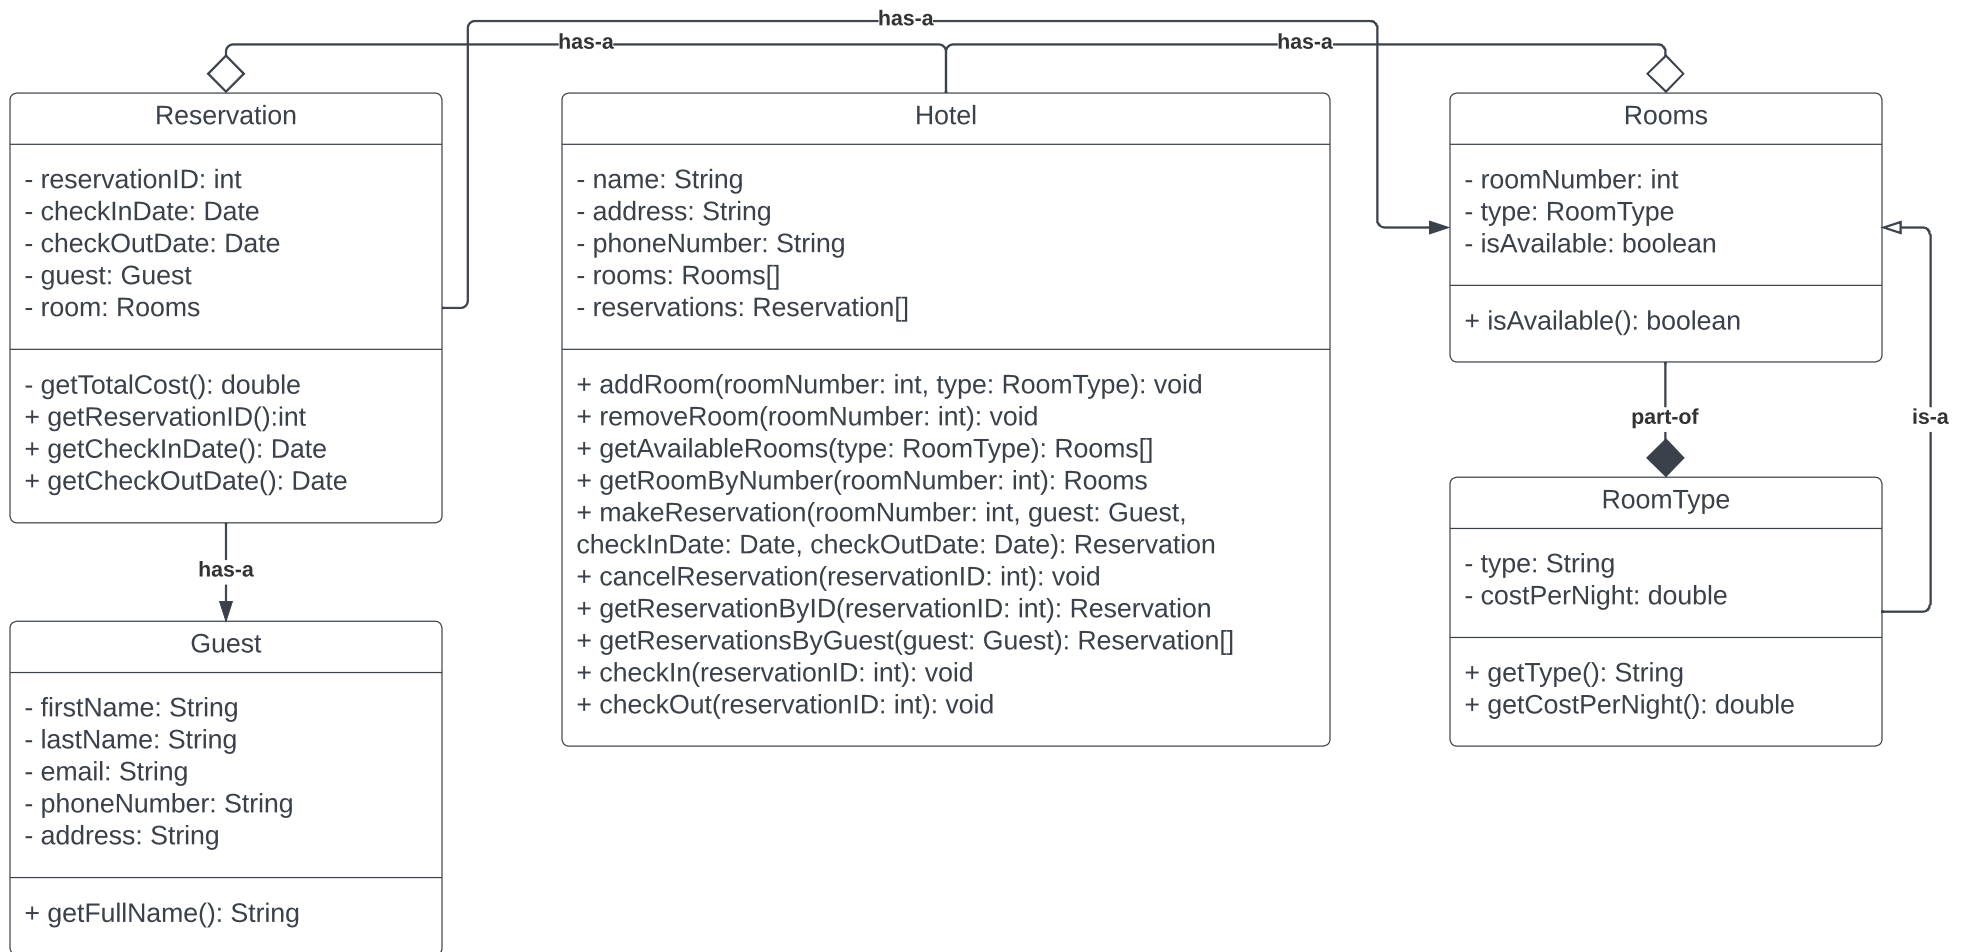 has-a
has-a
has-a
Reservation
- reservationID: int
- checkInDate: Date
- checkOutDate: Date
- guest: Guest
- room: Rooms
- getTotalCost(): double
+ getReservationID():int
+ getCheckInDate(): Date
+ getCheckOutDate(): Date
has-a
Guest
- firstName: String
- lastName: String
- email: String
- phoneNumber: String
- address: String
+ getFullName(): String
Hotel
- name: String
- address: String
- phoneNumber: String
- rooms: Rooms[]
- reservations: Reservation[]
+ addRoom(roomNumber: int, type: RoomType): void
+ removeRoom(roomNumber: int): void
+ getAvailableRooms(type: RoomType): Rooms[]
+ getRoomByNumber(roomNumber: int): Rooms
+ makeReservation(roomNumber: int, guest: Guest,
checkInDate: Date, checkOutDate: Date): Reservation
+ cancelReservation(reservationID: int): void
+ getReservationByID(reservationID: int): Reservation
+ getReservationsByGuest(guest: Guest): Reservation[]
+ checkIn(reservationID: int): void
+ checkOut(reservationID: int): void
Rooms
- roomNumber: int
- type: RoomType
- isAvailable: boolean
+ isAvailable(): boolean
part-of
is-a
RoomType
- type: String
- costPerNight: double
+ getType(): String
+ getCostPerNight(): double